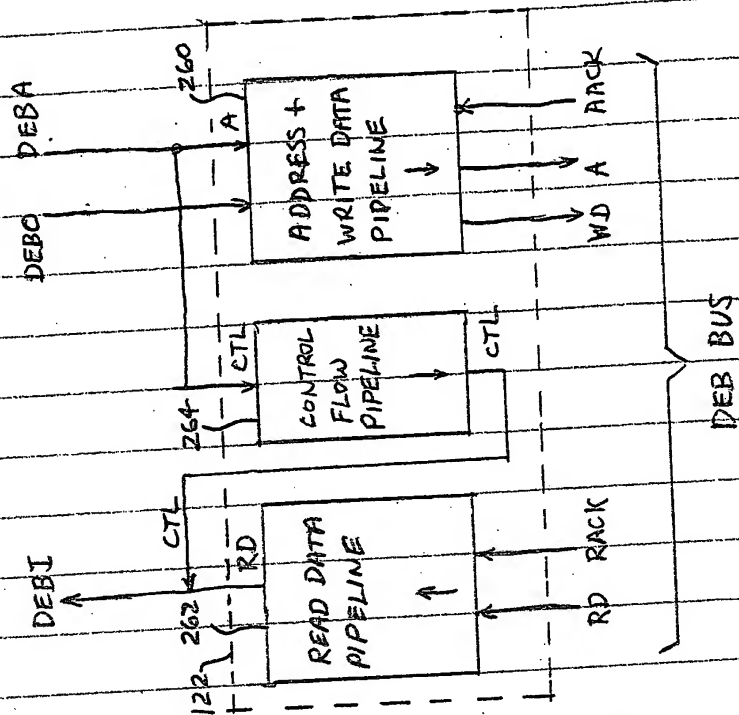 DEBI
DEBO
DEBA
122
262
CTL
RD
264
CTL
A
260
READ DATA
PIPELINE
CONTROL
FLOW
PIPELINE
ADDRESS +
WRITE DATA
PIPELINE
CTL
RD
RACK
WD
A
AACK
DEB BUS